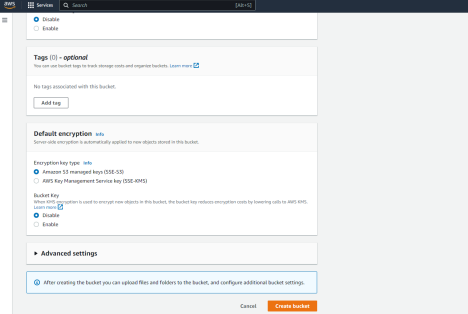 aws
Services
Search
[Alt+S]
Disable
Enable
Tags (0) - optional
You can use bucket tags to track storage costs and organize buckets. Learn more
No tags associated with this bucket.
Add tag
Default encryption Info
Server-side encryption is automatically applied to new objects stored in this bucket.
Encryption key type Info
Amazon S3 managed keys (SSE-S3)
AWS Key Management Service key (SSE-KMS)
Bucket Key
When KMS encryption is used to encrypt new objects in this bucket, the bucket key reduces encryption costs by lowering calls to AWS KMS.
Learn more
Disable
Enable
Advanced settings
After creating the bucket you can upload files and folders to the bucket, and configure additional bucket settings.
Cancel
Create bucket